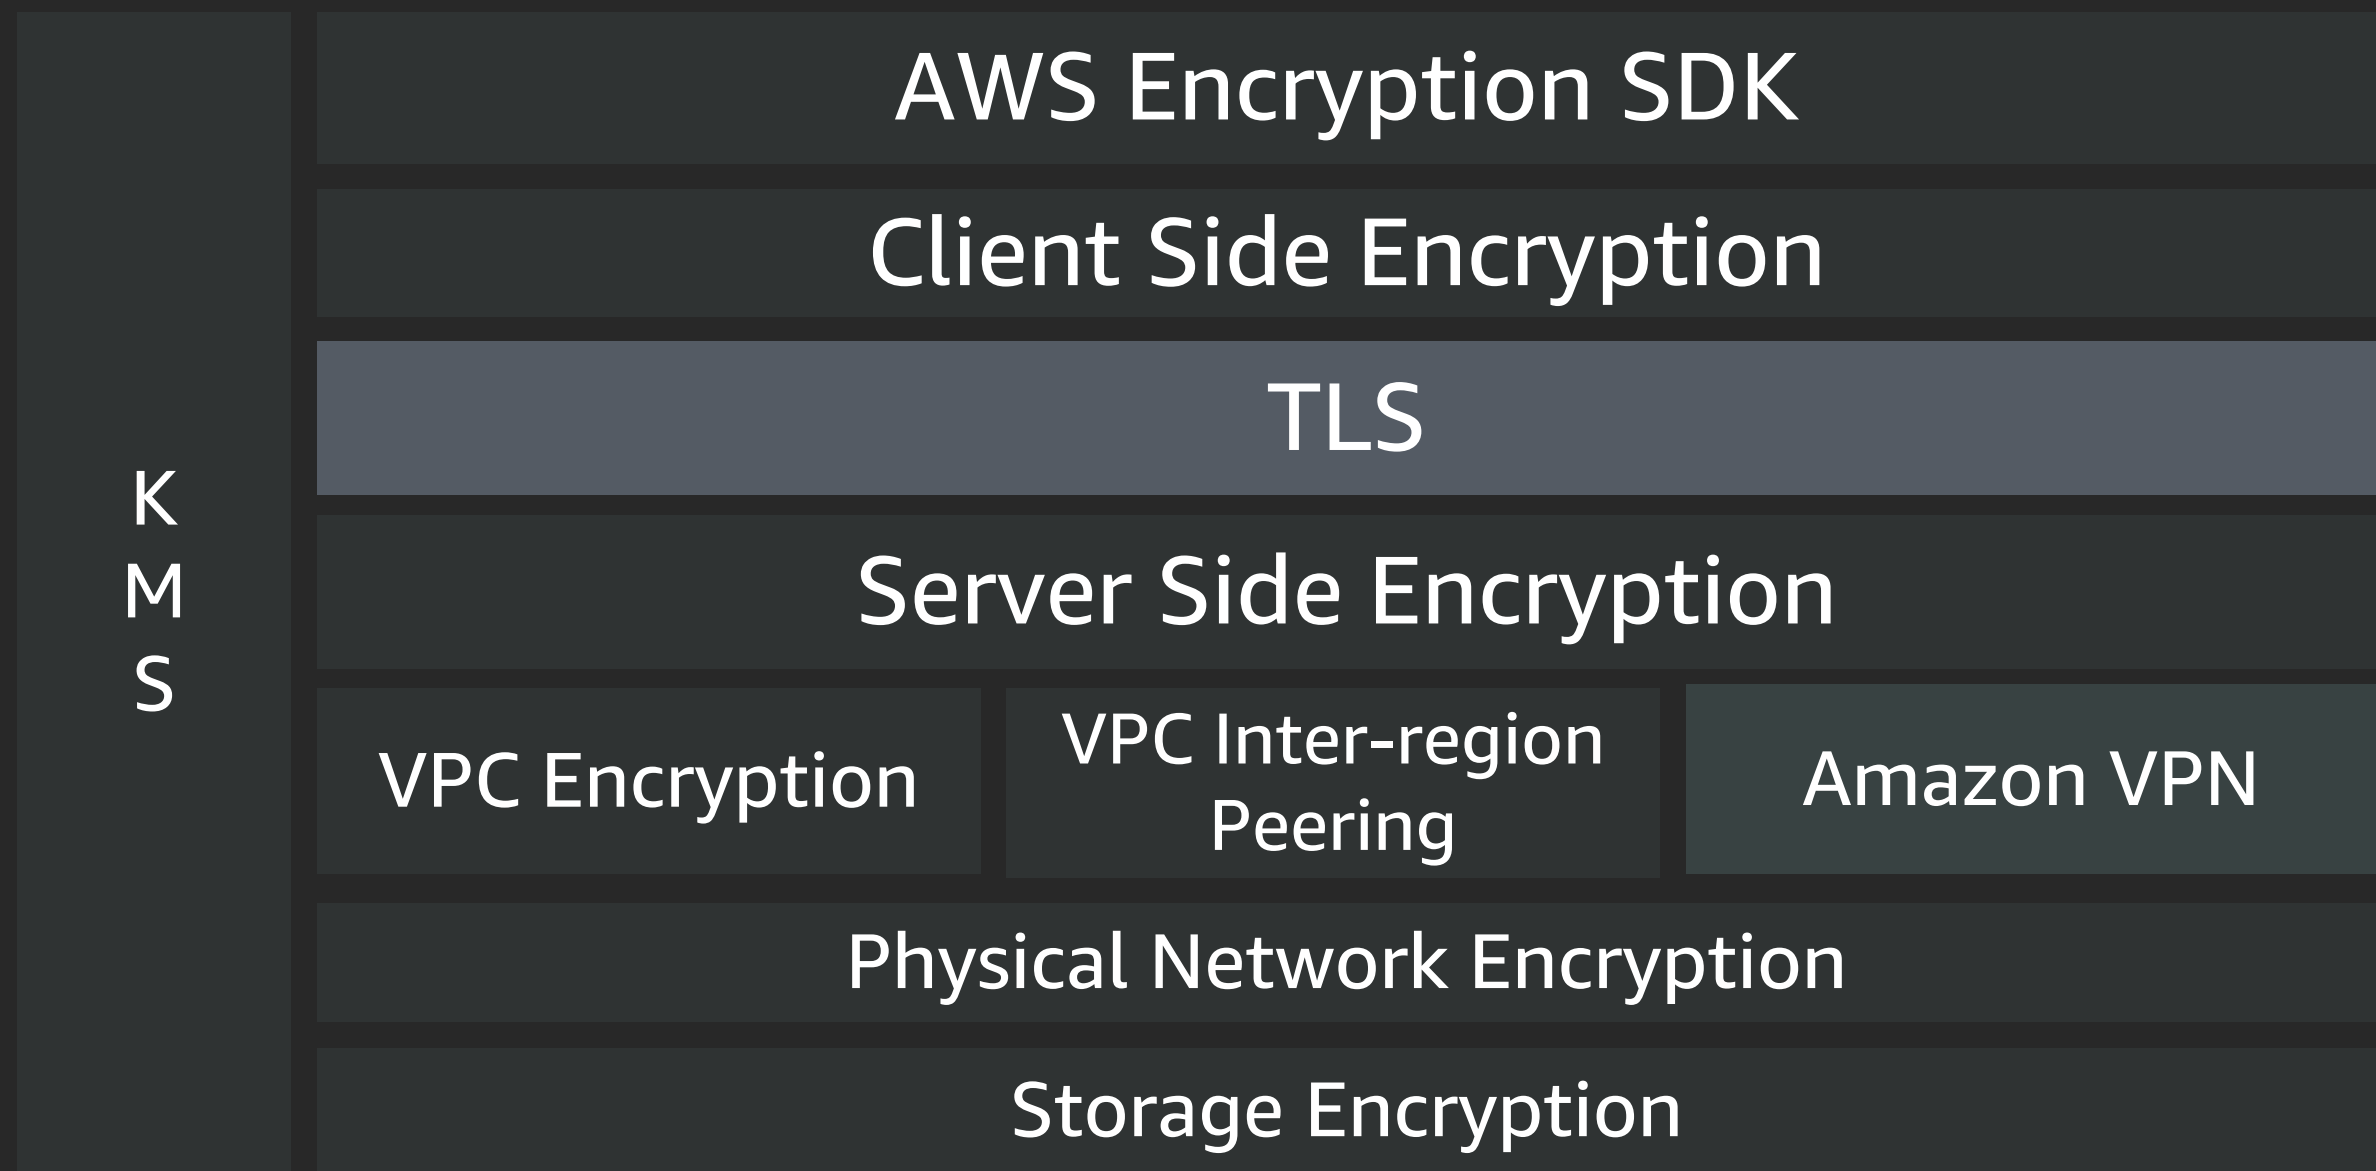 K
M
S
AWS Encryption SDK
Client Side Encryption
TLS
Server Side Encryption
VPC Encryption
VPC Inter-region
Peering
Amazon VPN
Physical Network Encryption
Storage Encryption